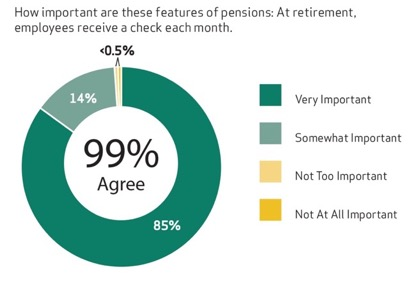 How important are these features of pensions: At retirement,
employees receive a check each month.
<0.5%
14%
99%
Agree
85%
Very Important
Somewhat Important
Not Too Important
Not At All Important